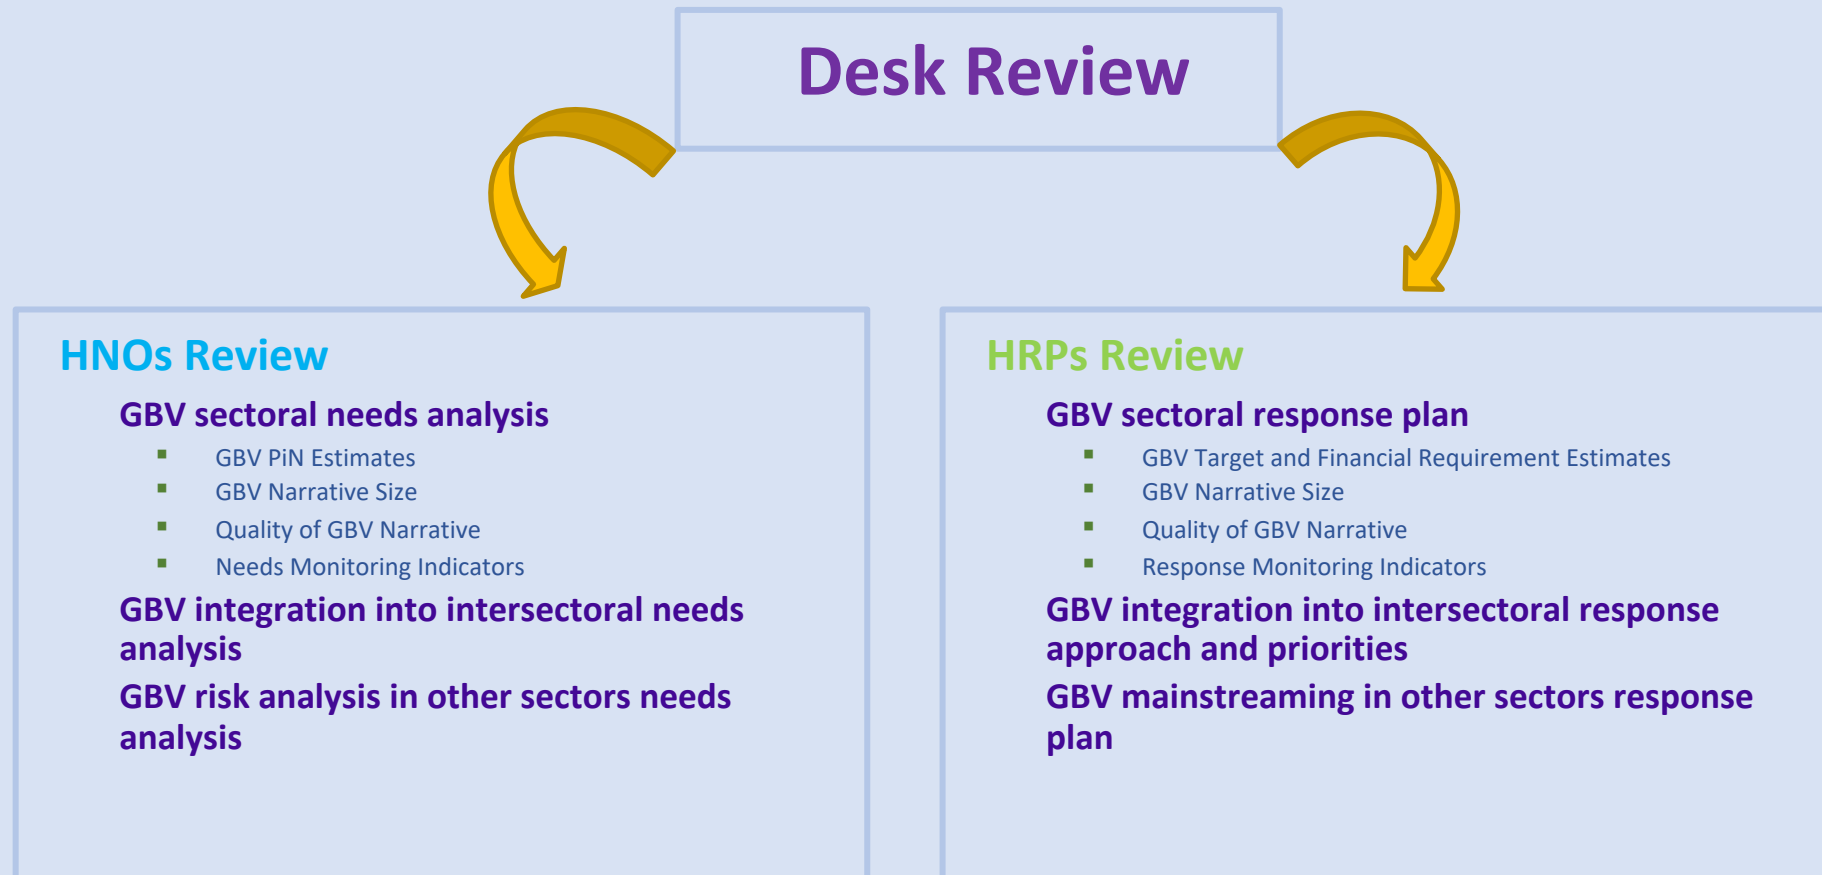 Desk Review
HNOs Review
GBV sectoral needs analysis
▪ GBV PiN Estimates
▪ GBV Narrative Size
▪ Quality of GBV Narrative
▪ Needs Monitoring Indicators
GBV integration into intersectoral needs
analysis
GBV risk analysis in other sectors needs
analysis
HRPs Review
GBV sectoral response plan
▪ GBV Target and Financial Requirement Estimates
▪ GBV Narrative Size
▪ Quality of GBV Narrative
▪ Response Monitoring Indicators
GBV integration into intersectoral response
approach and priorities
GBV mainstreaming in other sectors response
plan